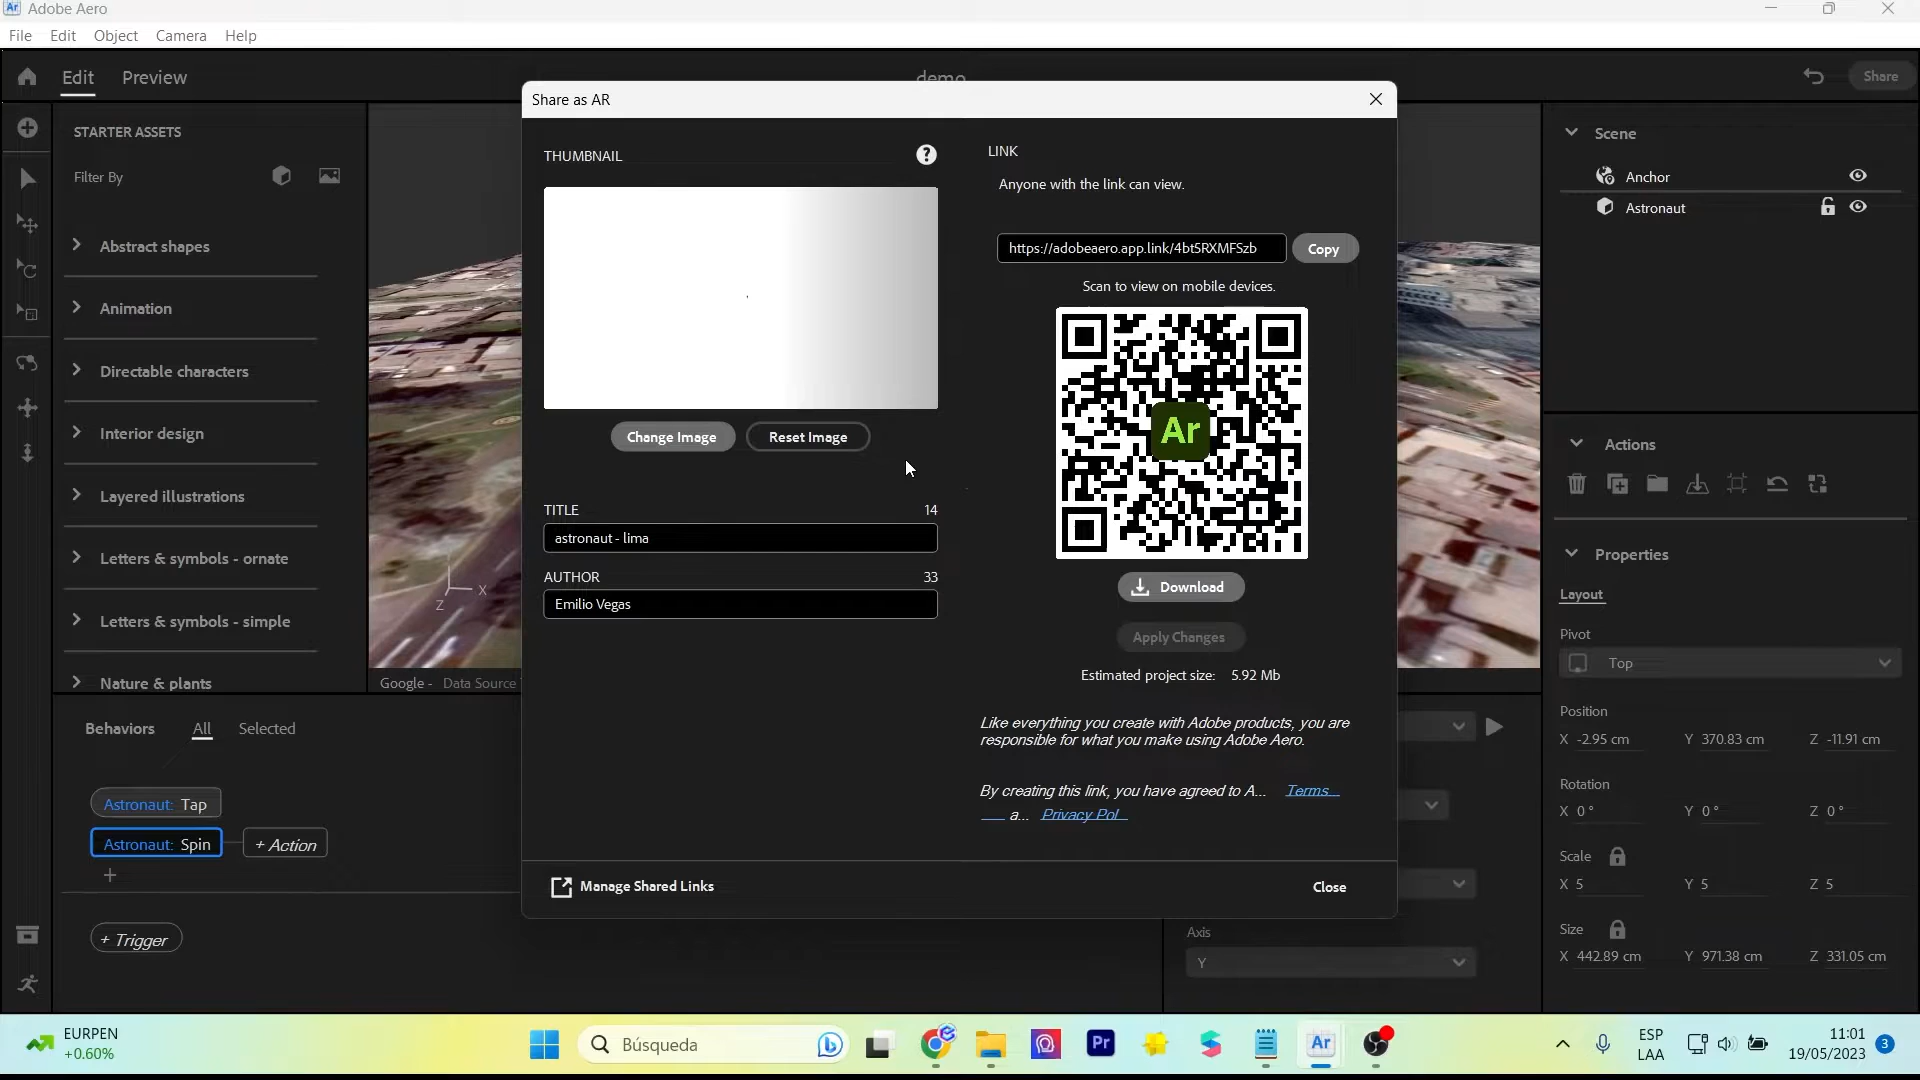 Adobe Aero
File Edit Object Camera Help
Edit Preview demo Share
Share as AR
STARTER ASSETS
Filter By
Abstract shapes
Animation
Directable characters
Interior design
Layered illustrations
Letters & symbols - ornate
Letters & symbols - simple
Nature & plants
Z X
Google - Data Source
THUMBNAIL ?
Change Image Reset Image
TITLE 14
astronaut - lima
AUTHOR 33
Emilio Vegas
LINK
Anyone with the link can view.
https://adobeaero.app.link/4bt5RXMFSzb Copy
Scan to view on mobile devices.
Ar
Download
Apply Changes
Estimated project size: 5.92 Mb
Like everything you create with Adobe products, you are
responsible for what you make using Adobe Aero.
By creating this link, you have agreed to A... Terms...
a... Privacy Pol...
Manage Shared Links Close
Scene
Anchor
Astronaut
Actions
Properties
Layout
Pivot
Top
Position
X -2.95 cm Y 370.83 cm Z -11.91 cm
Rotation
X 0° Y 0° Z 0°
Scale
X 5 Y 5 Z 5
Size
X 442.89 cm Y 971.38 cm Z 331.05 cm
Behaviors All Selected
Astronaut: Tap
Astronaut: Spin + Action
+
+ Trigger
Axis
Y
EURPEN
+0.60%
Búsqueda
Pr
Ar
ESP
LAA
11:01
19/05/2023
3